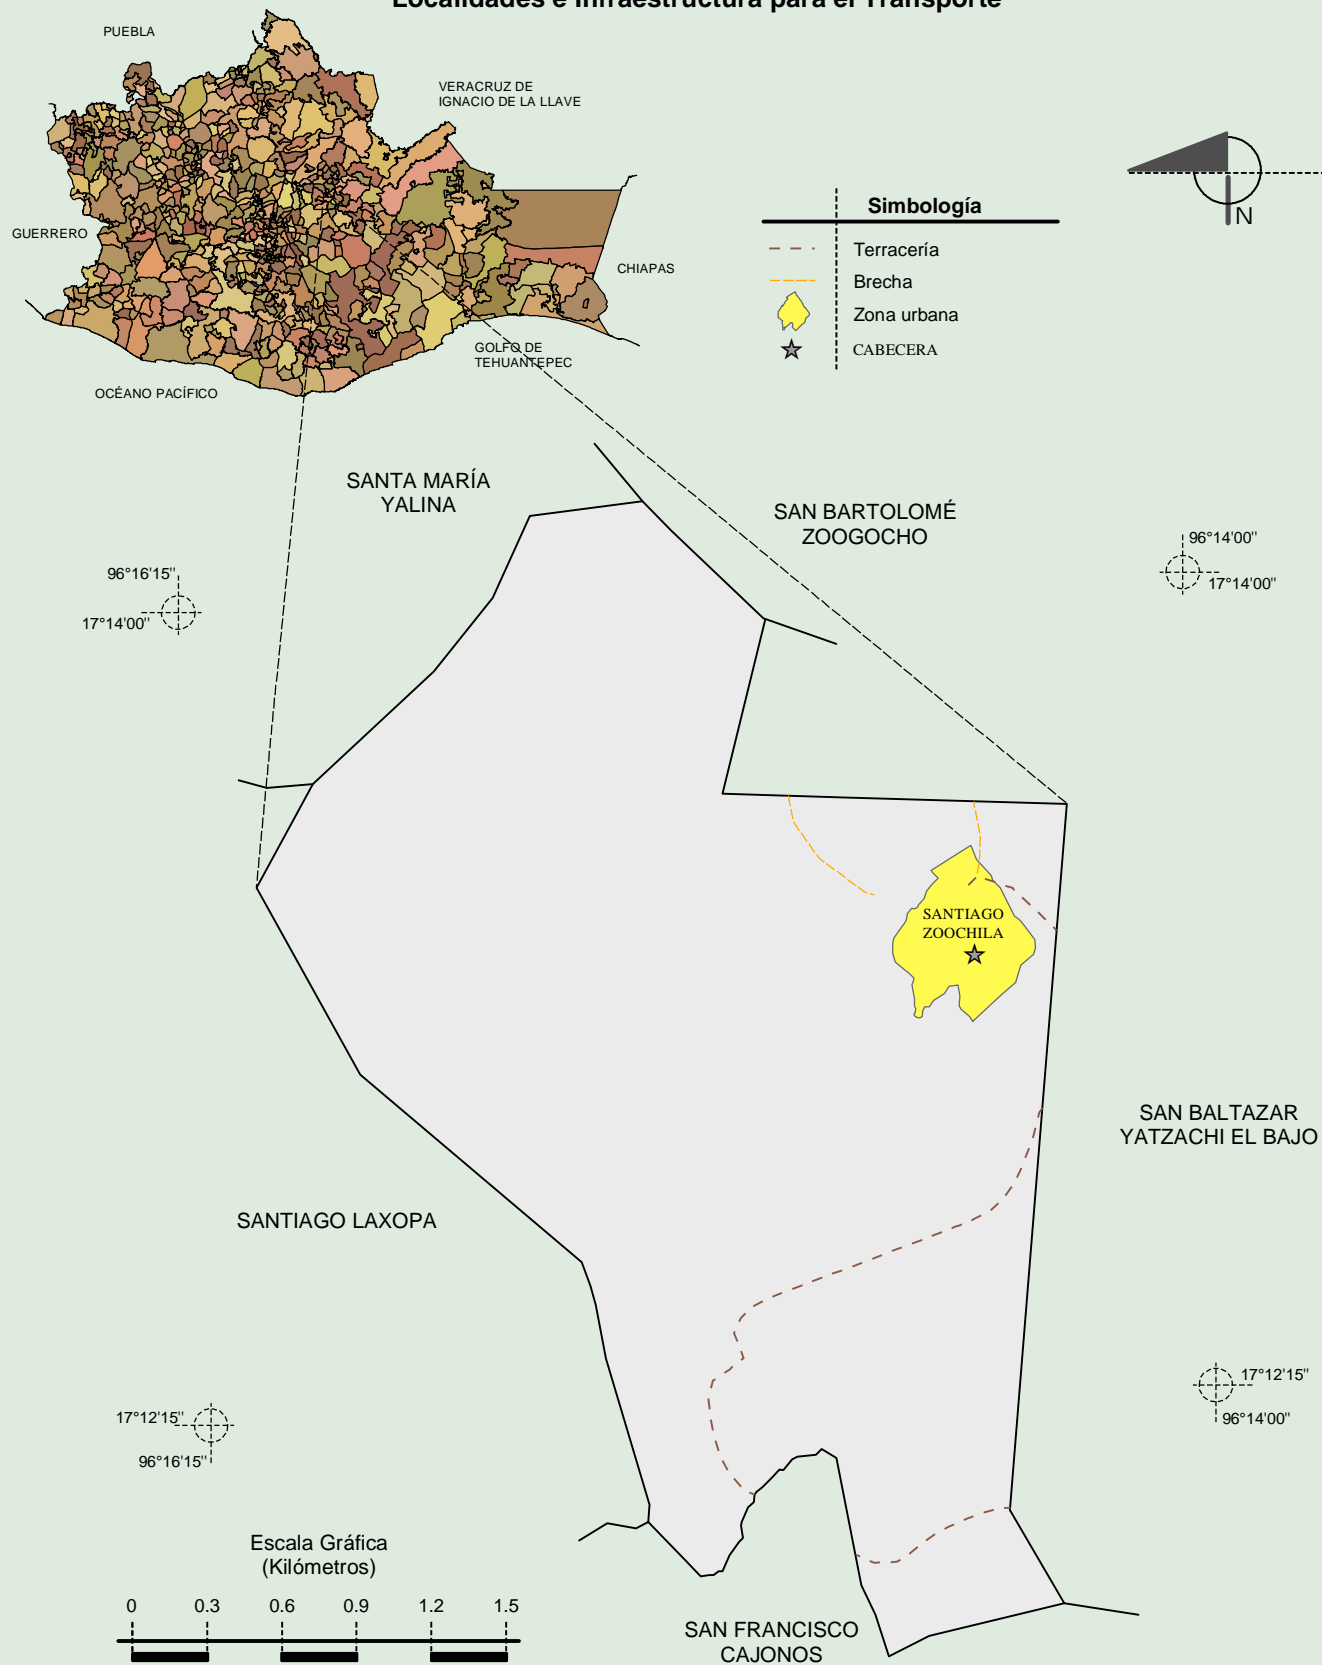 Localidades e Infraestructura para el Transporte
PUEBLA
VERACRUZ DE
IGNACIO DE LA LLAVE
GUERRERO
CHIAPAS
GOLFO DE
TEHUANTEPEC
OCÉANO PACÍFICO
N
Simbología
Terracería
Brecha
Zona urbana
CABECERA
SANTA MARÍA
YALINA
SAN BARTOLOMÉ
ZOOGOCHO
96°16'15"
17°14'00"
96°14'00"
17°14'00"
SANTIAGO
ZOOCHILA
SAN BALTAZAR
YATZACHI EL BAJO
SANTIAGO LAXOPA
17°12'15"
96°16'15"
17°12'15"
96°14'00"
Escala Gráfica
(Kilómetros)
0 0.3 0.6 0.9 1.2 1.5
SAN FRANCISCO
CAJONOS